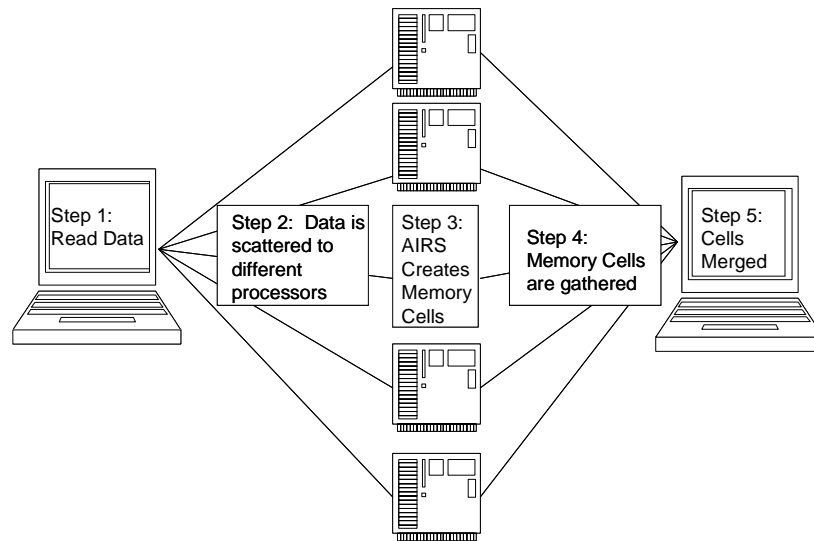 Step 1:
Read Data
Step 2: Data is
scattered to
different
processors
Step 3:
AIRS
Creates
Memory
Cells
Step 4:
Memory Cells
are gathered
Step 5:
Cells
Merged